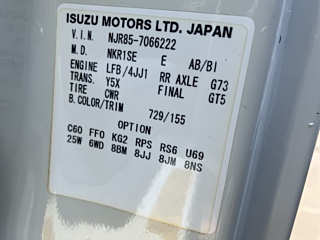 ISUZU MOTORS LTD. JAPAN
V.I.N. NJR85-7066222
M.D. NKR1SE E AB/BI
ENGINE LFB/4JJ1 RR AXLE G73
TRANS. Y5X FINAL GT5
TIRE CWR
B.COLOR/TRIM 729/155
OPTION
C60 FF0 KG2 RPS RS6 U69
25W 6WD 8BM 8JJ 8JM 8NS